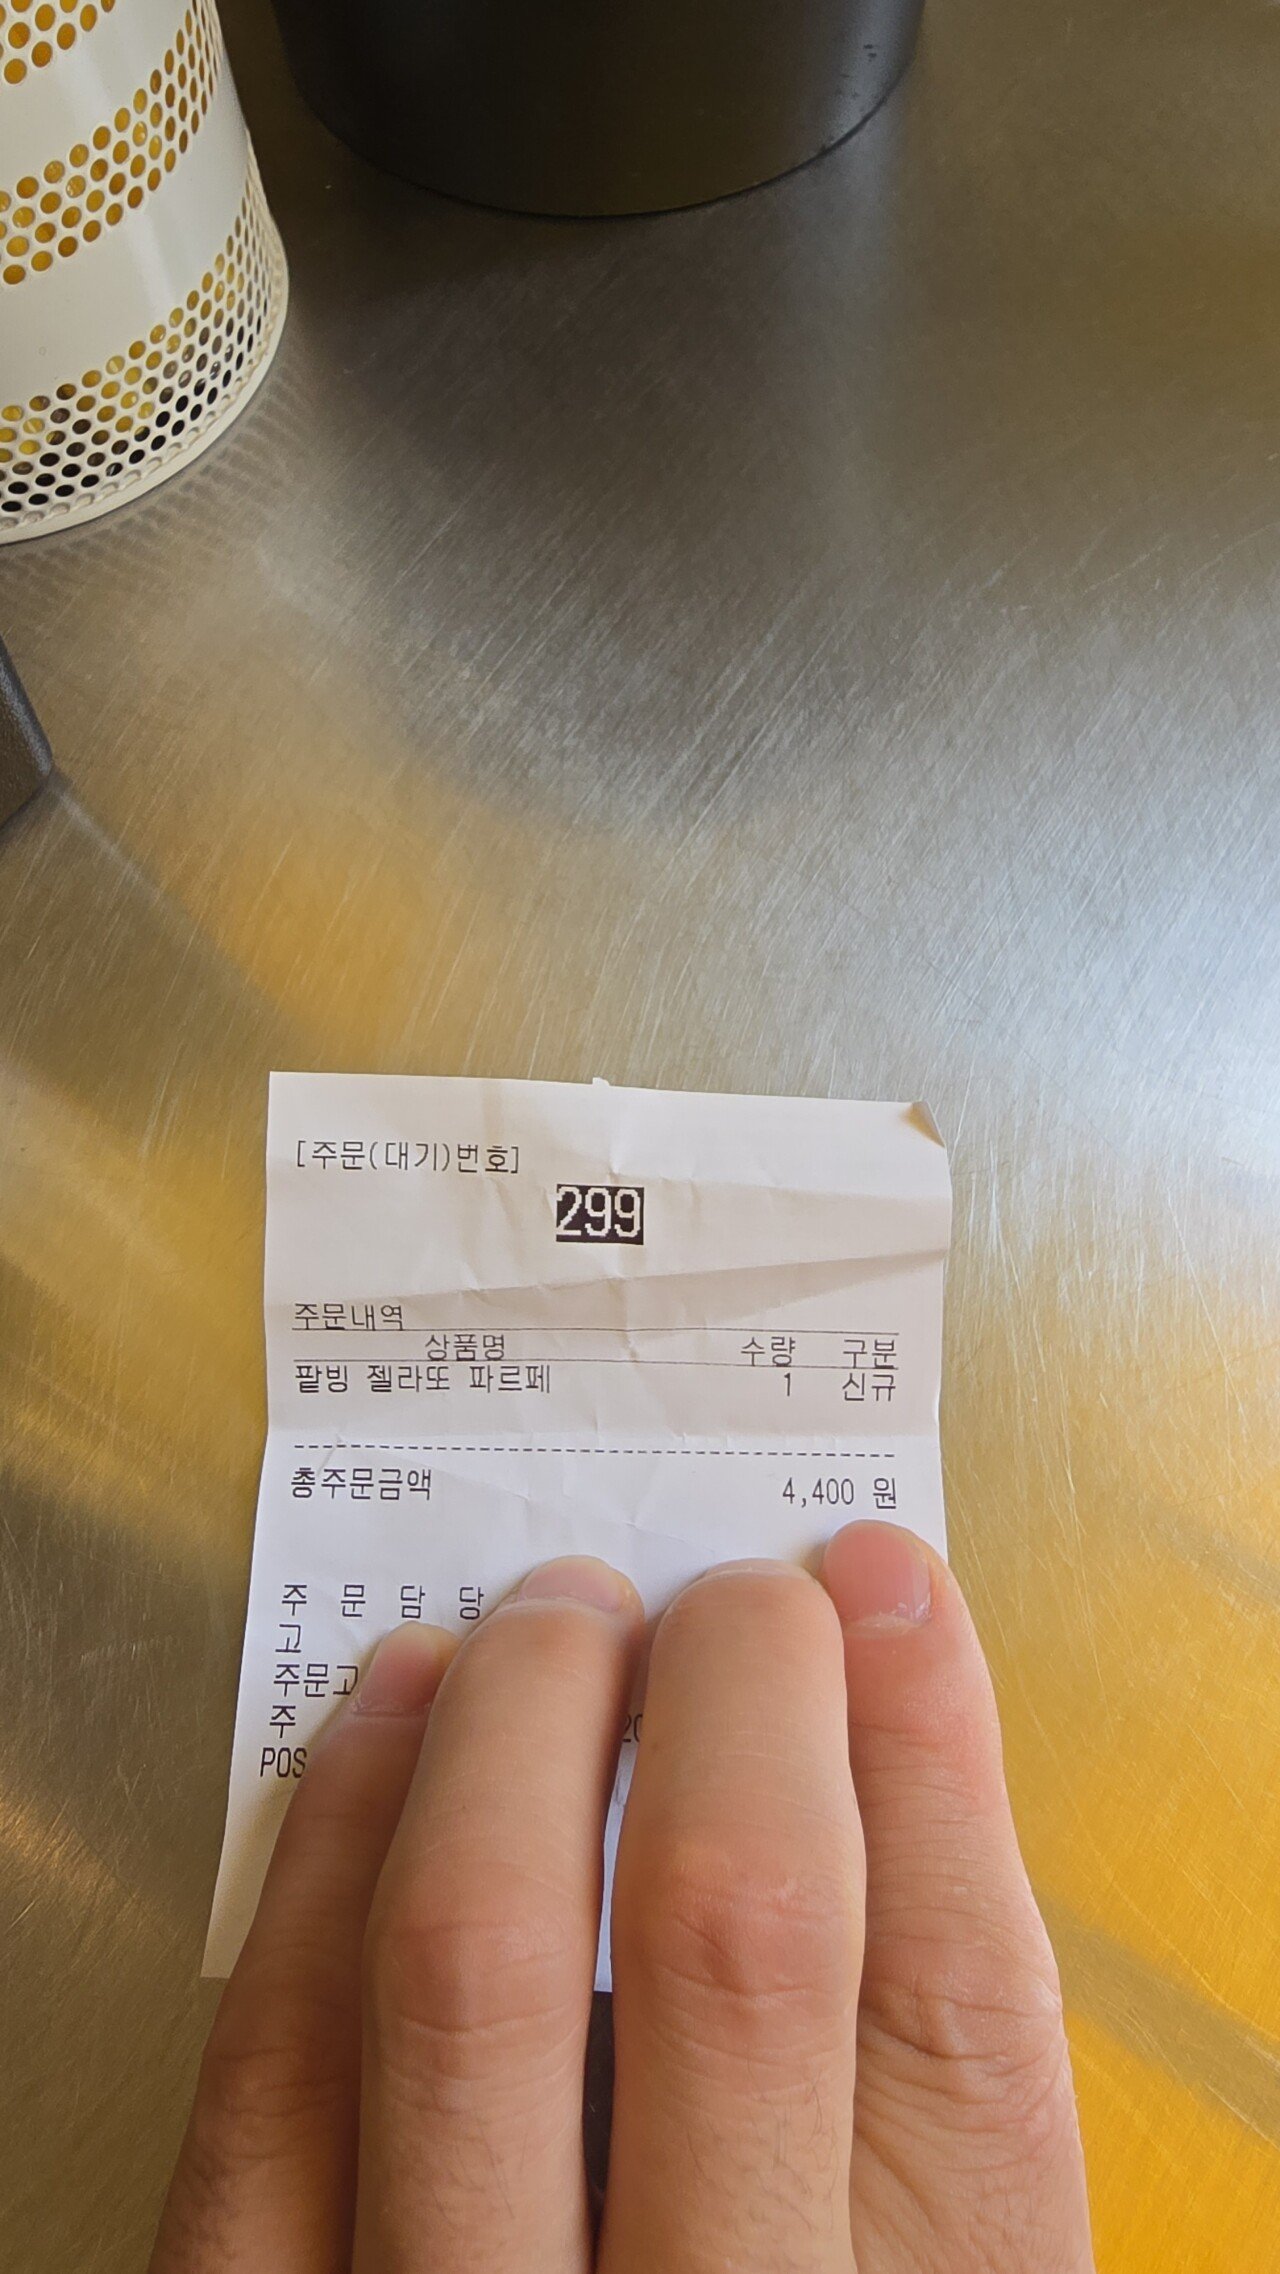 [주문(대기)번호]
299
주문내역
상품명 수량 구분
팥빙 젤라또 파르페 1 신규
총주문금액 4,400 원
주 문 담 당
고
주문고
주 20
POS